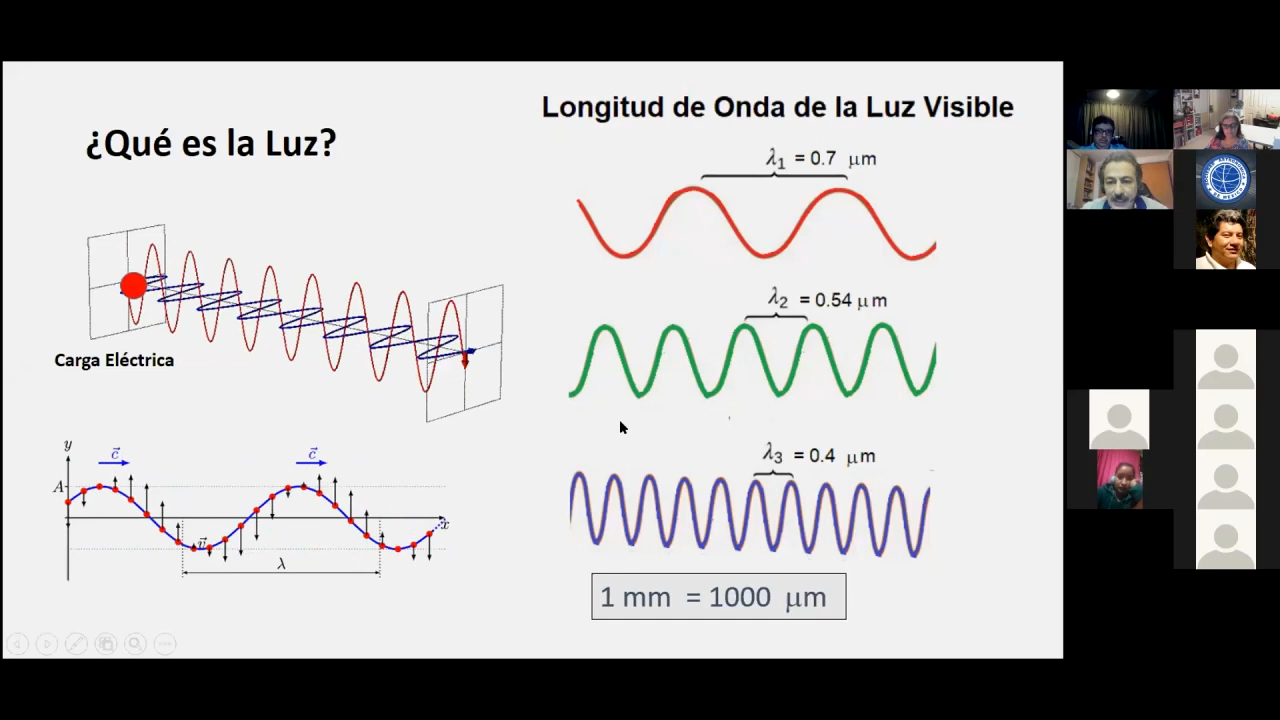 ¿Qué es la Luz?
Carga Eléctrica
y
c
c
A
v
x
λ
Longitud de Onda de la Luz Visible
λ1 = 0.7 μm
λ2 = 0.54 μm
λ3 = 0.4 μm
1 mm = 1000 μm